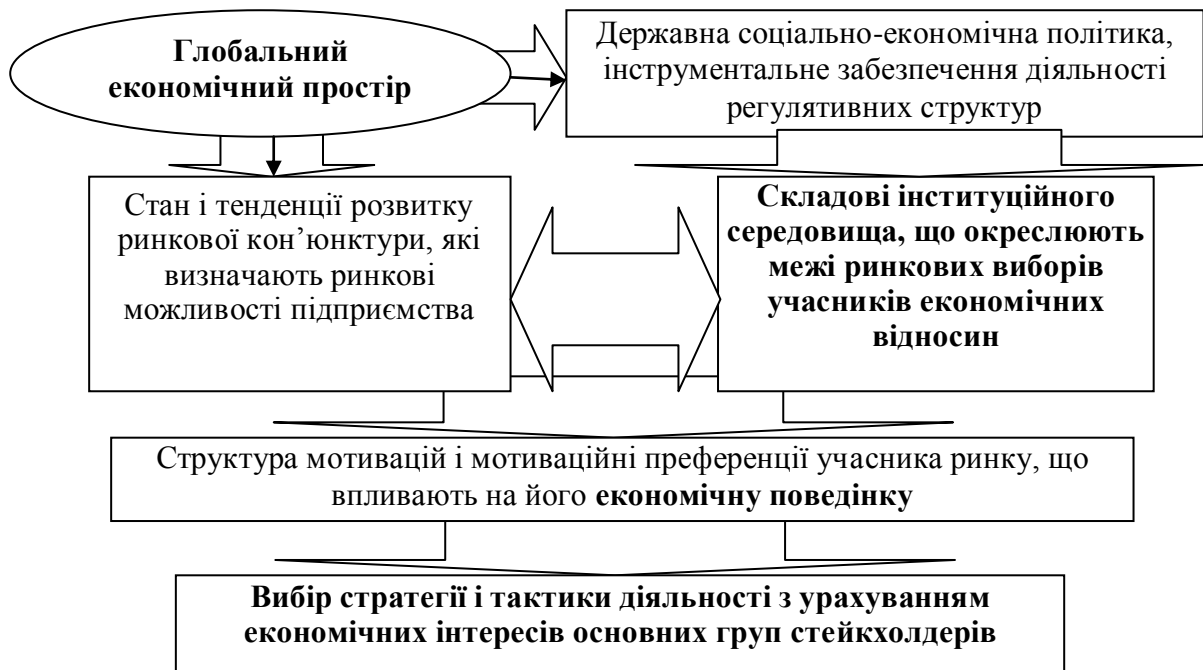 Глобальний
економічний простір
Державна соціально-економічна політика,
інструментальне забезпечення діяльності
регулятивних структур
Стан і тенденції розвитку
ринкової кон’юнктури, які
визначають ринкові
можливості підприємства
Складові інституційного
середовища, що окреслюють
межі ринкових виборів
учасників економічних
відносин
Структура мотивацій і мотиваційні преференції учасника ринку, що
впливають на його економічну поведінку
Вибір стратегії і тактики діяльності з урахуванням
економічних інтересів основних груп стейкхолдерів